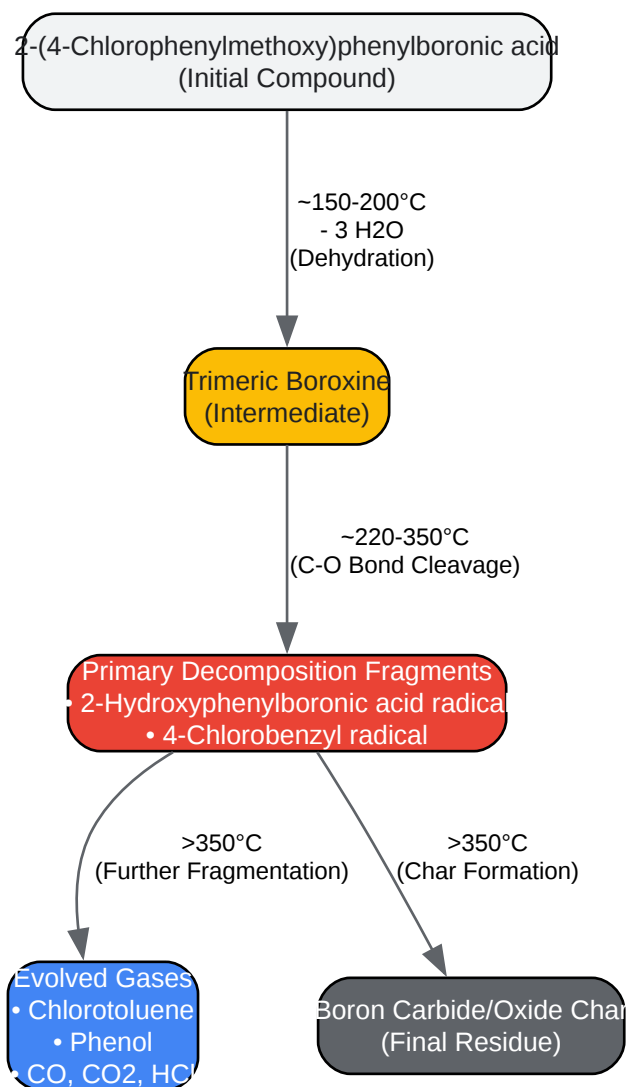 2-(4-Chlorophenylmethoxy)phenylboronic acid
(Initial Compound)
~150-200°C
- 3 H2O
(Dehydration)
Trimeric Boroxine
(Intermediate)
~220-350°C
(C-O Bond Cleavage)
Primary Decomposition Fragments
• 2-Hydroxyphenylboronic acid radical
• 4-Chlorobenzyl radical
>350°C
(Further Fragmentation)
>350°C
(Char Formation)
Evolved Gases
• Chlorotoluene
• Phenol
• CO, CO2, HCl
Boron Carbide/Oxide Char
(Final Residue)